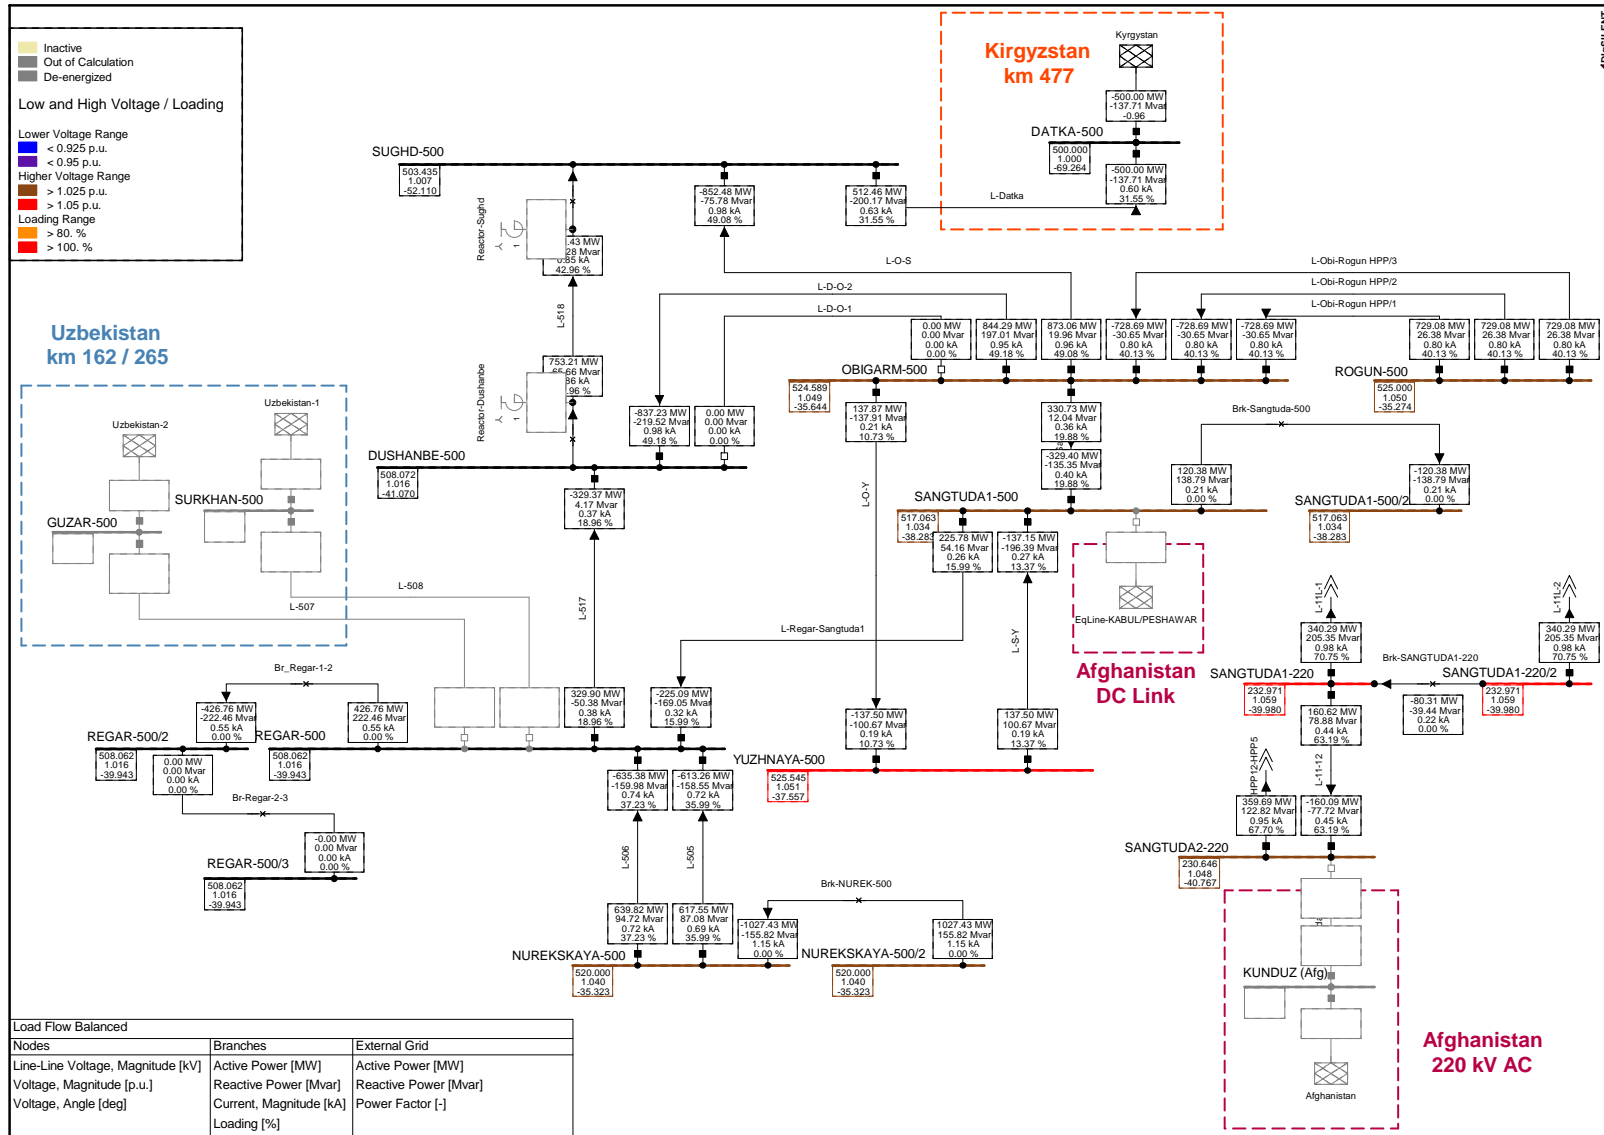 Inactive
Out of Calculation
De-energized
Low and High Voltage / Loading
Lower Voltage Range
< 0.925 p.u.
< 0.95 p.u.
Higher Voltage Range
> 1.025 p.u.
> 1.05 p.u.
Loading Range
> 80. %
> 100. %
Kirgyzstan
km 477
Kyrgystan
-500.00 MW
-137.71 Mvar
-0.96
DATKA-500
500.000
1.000
-69.264
-500.00 MW
-137.71 Mvar
0.60 kA
31.55 %
L-Datka
SUGHD-500
503.435
1.007
-52.110
-852.48 MW
-75.78 Mvar
0.98 kA
49.08 %
512.46 MW
-200.17 Mvar
0.63 kA
31.55 %
Reactor-Sughd
1
.43 MW
28 Mvar
0.85 kA
42.96 %
L-518
L-O-S
L-D-O-2
L-D-O-1
L-Obi-Rogun HPP/3
L-Obi-Rogun HPP/2
L-Obi-Rogun HPP/1
Uzbekistan
km 162 / 265
Uzbekistan-1
Uzbekistan-2
SURKHAN-500
GUZAR-500
L-508
L-507
753.21 MW
65.66 Mvar
.86 kA
.96 %
Reactor-Dushanbe
1
-837.23 MW
-219.52 Mvar
0.98 kA
49.18 %
0.00 MW
0.00 Mvar
0.00 kA
0.00 %
DUSHANBE-500
508.072
1.016
-41.070
0.00 MW
0.00 Mvar
0.00 kA
0.00 %
844.29 MW
197.01 Mvar
0.95 kA
49.18 %
873.06 MW
19.96 Mvar
0.96 kA
49.08 %
-728.69 MW
-30.65 Mvar
0.80 kA
40.13 %
-728.69 MW
-30.65 Mvar
0.80 kA
40.13 %
-728.69 MW
-30.65 Mvar
0.80 kA
40.13 %
729.08 MW
26.38 Mvar
0.80 kA
40.13 %
729.08 MW
26.38 Mvar
0.80 kA
40.13 %
729.08 MW
26.38 Mvar
0.80 kA
40.13 %
OBIGARM-500
524.589
1.049
-35.644
ROGUN-500
525.000
1.050
-35.274
137.87 MW
-137.91 Mvar
0.21 kA
10.73 %
330.73 MW
12.04 Mvar
0.36 kA
19.88 %
-329.40 MW
-135.35 Mvar
0.40 kA
19.88 %
Brk-Sangtuda-500
120.38 MW
138.79 Mvar
0.21 kA
0.00 %
-120.38 MW
-138.79 Mvar
0.21 kA
0.00 %
L-O-Y
SANGTUDA1-500
517.063
1.034
-38.283
SANGTUDA1-500/2
517.063
1.034
-38.283
-329.37 MW
4.17 Mvar
0.37 kA
18.96 %
225.78 MW
54.16 Mvar
0.26 kA
15.99 %
-137.15 MW
-196.39 Mvar
0.27 kA
13.37 %
EqLine-KABUL/PESHAWAR
Afghanistan
DC Link
L-517
L-Regar-Sangtuda1
L-S-Y
L-11L-1
L-11L-2
340.29 MW
205.35 Mvar
0.98 kA
70.75 %
340.29 MW
205.35 Mvar
0.98 kA
70.75 %
Brk-SANGTUDA1-220
SANGTUDA1-220
232.971
1.059
-39.980
SANGTUDA1-220/2
232.971
1.059
-39.980
-80.31 MW
-39.44 Mvar
0.22 kA
0.00 %
160.62 MW
78.88 Mvar
0.44 kA
63.19 %
Br_Regar-1-2
-426.76 MW
-222.46 Mvar
0.55 kA
0.00 %
426.76 MW
222.46 Mvar
0.55 kA
0.00 %
329.90 MW
-50.38 Mvar
0.38 kA
18.96 %
-225.09 MW
-169.05 Mvar
0.32 kA
15.99 %
REGAR-500/2
508.062
1.016
-39.943
REGAR-500
508.062
1.016
-39.943
0.00 MW
0.00 Mvar
0.00 kA
0.00 %
-137.50 MW
-100.67 Mvar
0.19 kA
10.73 %
137.50 MW
100.67 Mvar
0.19 kA
13.37 %
YUZHNAYA-500
525.545
1.051
-37.557
-635.38 MW
-159.98 Mvar
0.74 kA
37.23 %
-613.26 MW
-158.55 Mvar
0.72 kA
35.99 %
Br-Regar-2-3
-0.00 MW
0.00 Mvar
0.00 kA
0.00 %
REGAR-500/3
508.062
1.016
-39.943
L-506
L-505
HPP12-HPP5
L-11-12
359.69 MW
122.82 Mvar
0.95 kA
67.70 %
-160.09 MW
-77.72 Mvar
0.45 kA
63.19 %
SANGTUDA2-220
230.646
1.048
-40.767
Brk-NUREK-500
639.82 MW
94.72 Mvar
0.72 kA
37.23 %
617.55 MW
87.08 Mvar
0.69 kA
35.99 %
-1027.43 MW
-155.82 Mvar
1.15 kA
0.00 %
1027.43 MW
155.82 Mvar
1.15 kA
0.00 %
NUREKSKAYA-500
520.000
1.040
-35.323
NUREKSKAYA-500/2
520.000
1.040
-35.323
KUNDUZ (Afg)
Afghanistan
Afghanistan
220 kV AC
Load Flow Balanced
Nodes Branches External Grid
Line-Line Voltage, Magnitude [kV] Active Power [MW] Active Power [MW]
Voltage, Magnitude [p.u.] Reactive Power [Mvar] Reactive Power [Mvar]
Voltage, Angle [deg] Current, Magnitude [kA] Power Factor [-]
Loading [%]